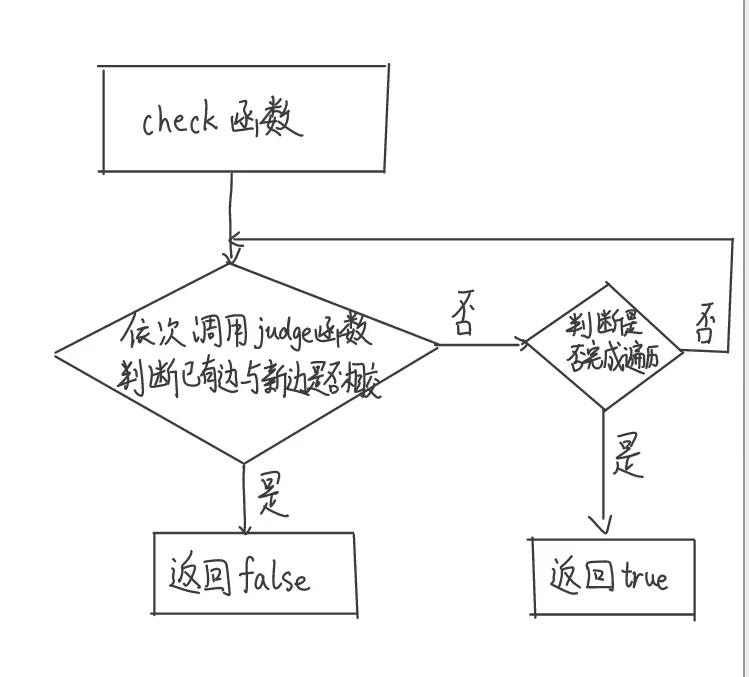 check 函数
依次调用judge函数
判断已有边与新边是否相交
否
判断是
否完成遍历
否
是
返回false
是
返回true